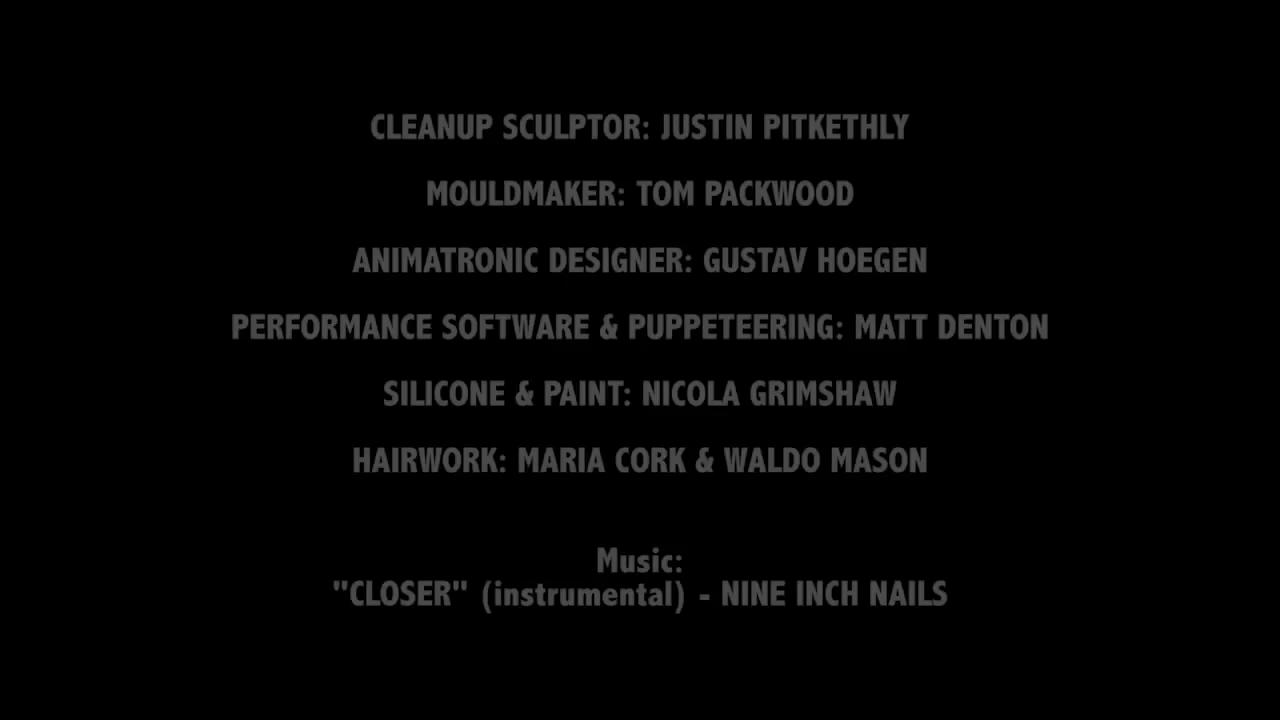 CLEANUP SCULPTOR: JUSTIN PITKETHLY
MOULDMAKER: TOM PACKWOOD
ANIMATRONIC DESIGNER: GUSTAV HOEGEN
PERFORMANCE SOFTWARE & PUPPETEERING: MATT DENTON
SILICONE & PAINT: NICOLA GRIMSHAW
HAIRWORK: MARIA CORK & WALDO MASON
Music:
"CLOSER" (instrumental) - NINE INCH NAILS